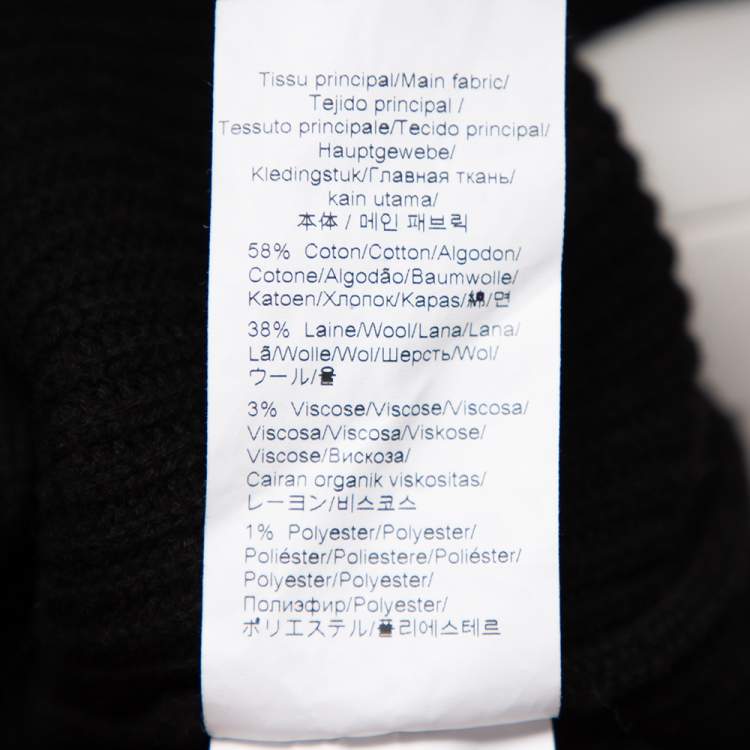 Tissu principal/Main fabric/
Tejido principal /
Tessuto principale/Tecido principal/
Hauptgewebe/
Kledingstuk/Главная ткань/
kain utama/
本体 / 메인 패브릭
58% Coton/Cotton/Algodon/
Cotone/Algodão/Baumwolle/
Katoen/Хлопок/Kapas/綿/면
38% Laine/Wool/Lana/Lana/
Lã/Wolle/Wol/Шерсть/Wol/
ウール/울
3% Viscose/Viscose/Viscosa/
Viscosa/Viscosa/Viskose/
Viscose/Вискоза/
Cairan organik viskositas/
レーヨン/비스코스
1% Polyester/Polyester/
Poliéster/Poliestere/Poliéster/
Polyester/Polyester/
Полиэфир/Polyester/
ポリエステル/폴리에스테르